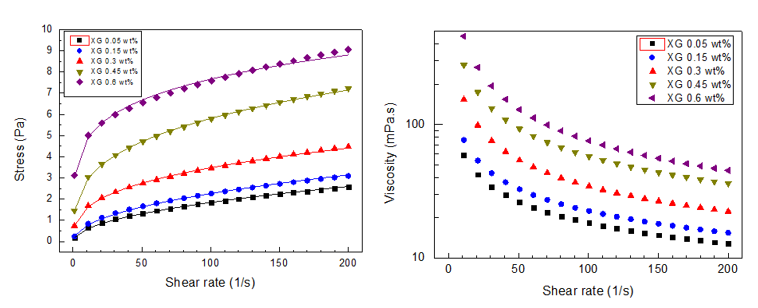 10
9
8
7
6
5
4
3
2
1
0
Stress (Pa)
XG 0.05 wt%
XG 0.15 wt%
XG 0.3 wt%
XG 0.45 wt%
XG 0.6 wt%
0 50 100 150 200
Shear rate (1/s)
100
10
Viscosity (mPa.s)
XG 0.05 wt%
XG 0.15 wt%
XG 0.3 wt%
XG 0.45 wt%
XG 0.6 wt%
0 50 100 150 200
Shear rate (1/s)